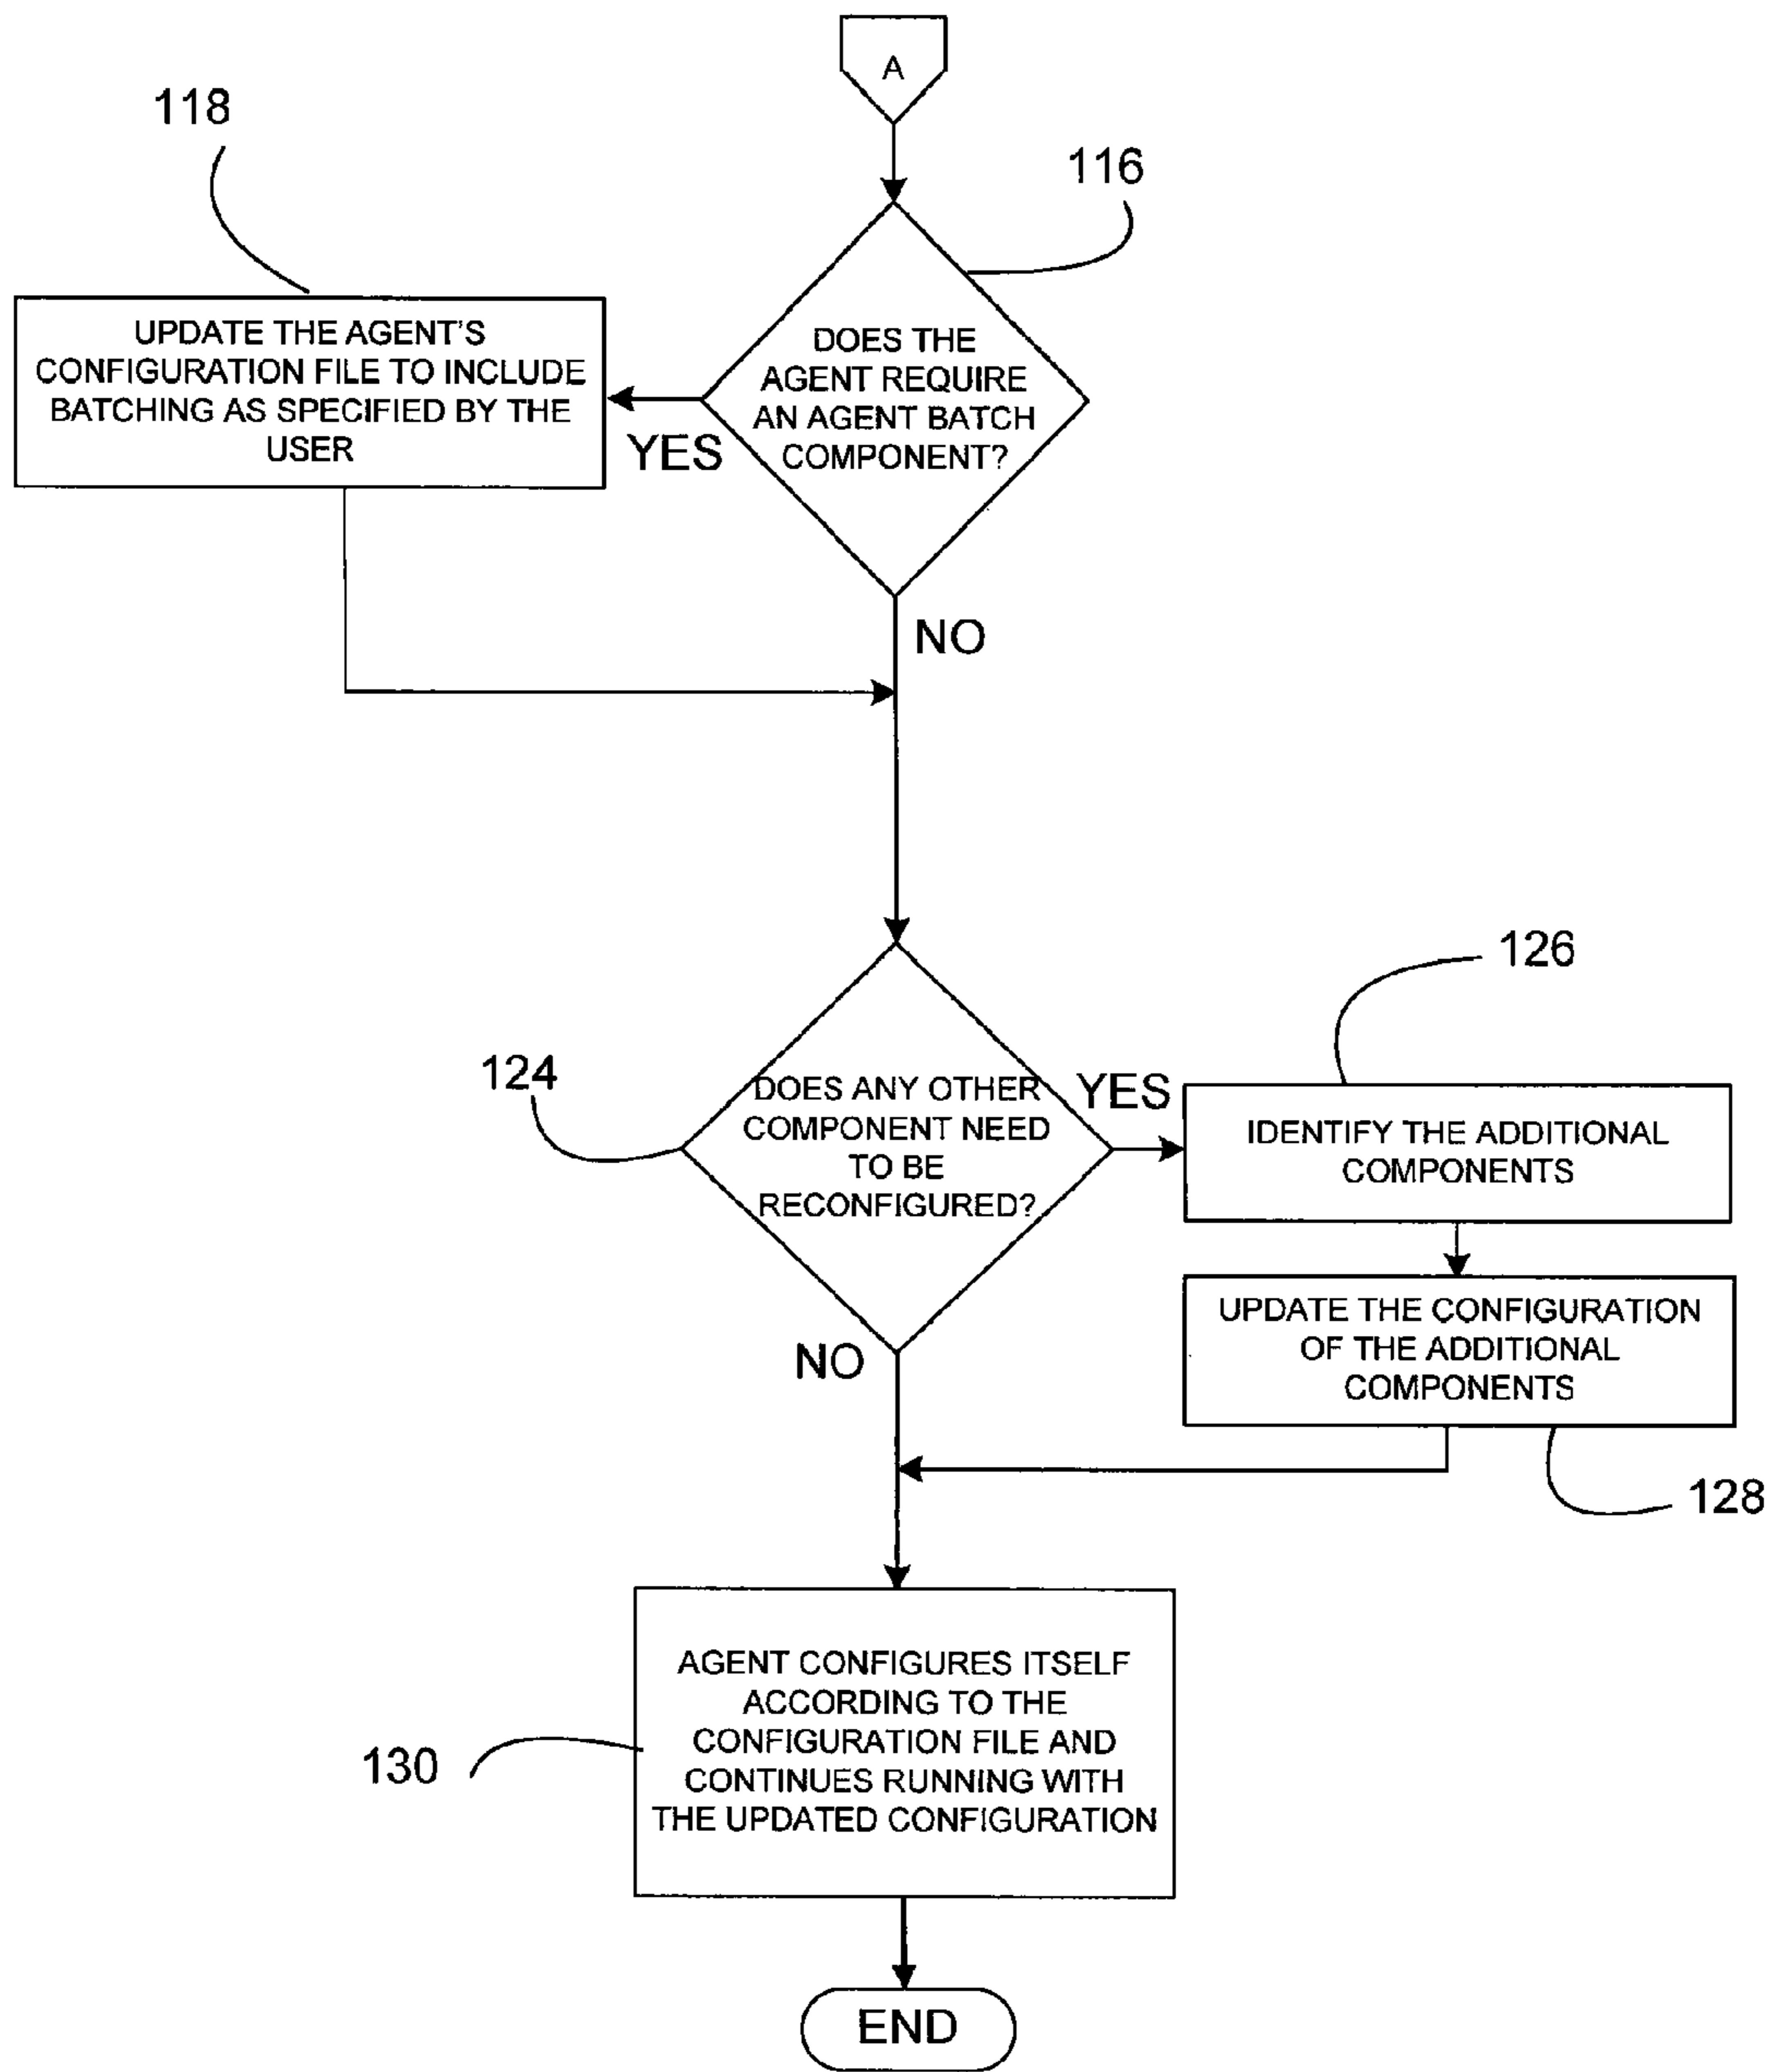 A
118
116
UPDATE THE AGENT'S
CONFIGURATION FILE TO INCLUDE
BATCHING AS SPECIFIED BY THE
USER
DOES THE
AGENT REQUIRE
AN AGENT BATCH
COMPONENT?
YES
NO
126
124
DOES ANY OTHER
COMPONENT NEED
TO BE
RECONFIGURED?
YES
IDENTIFY THE ADDITIONAL
COMPONENTS
UPDATE THE CONFIGURATION
OF THE ADDITIONAL
COMPONENTS
NO
128
AGENT CONFIGURES ITSELF
ACCORDING TO THE
CONFIGURATION FILE AND
CONTINUES RUNNING WITH
THE UPDATED CONFIGURATION
130
END